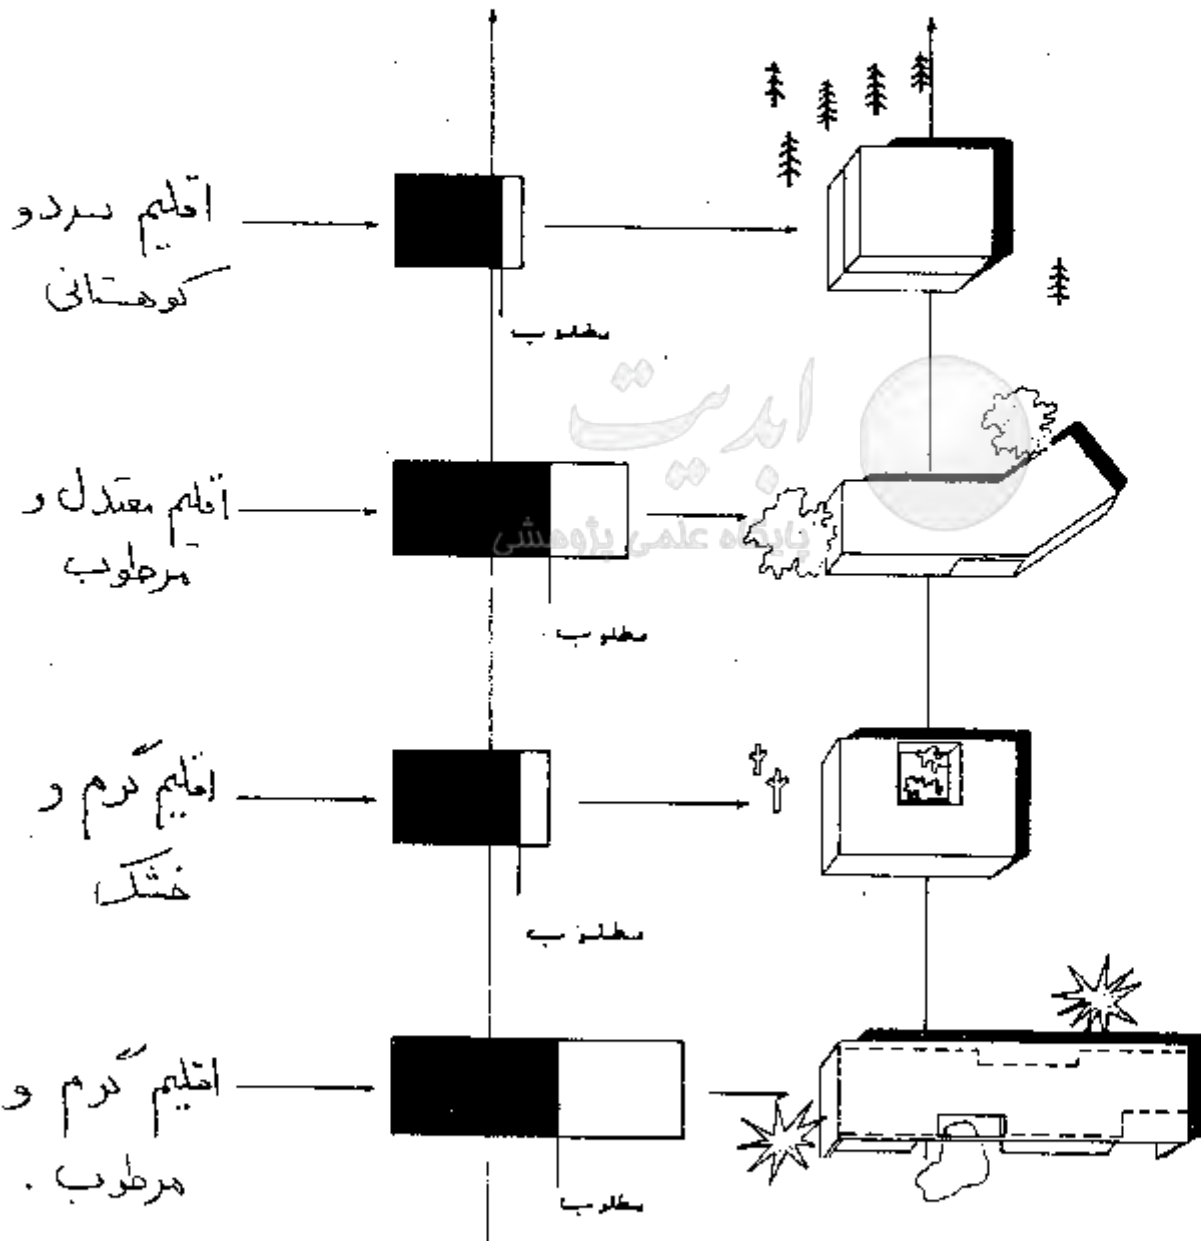 اقلیم سرد و
کوهستانی
مطلوب
ابدیت
پایگاه علمی پژوهشی
اقلیم معتدل و
مرطوب
مطلوب
اقلیم گرم و
خشک
مطلوب
اقلیم گرم و
مرطوب .
مطلوب